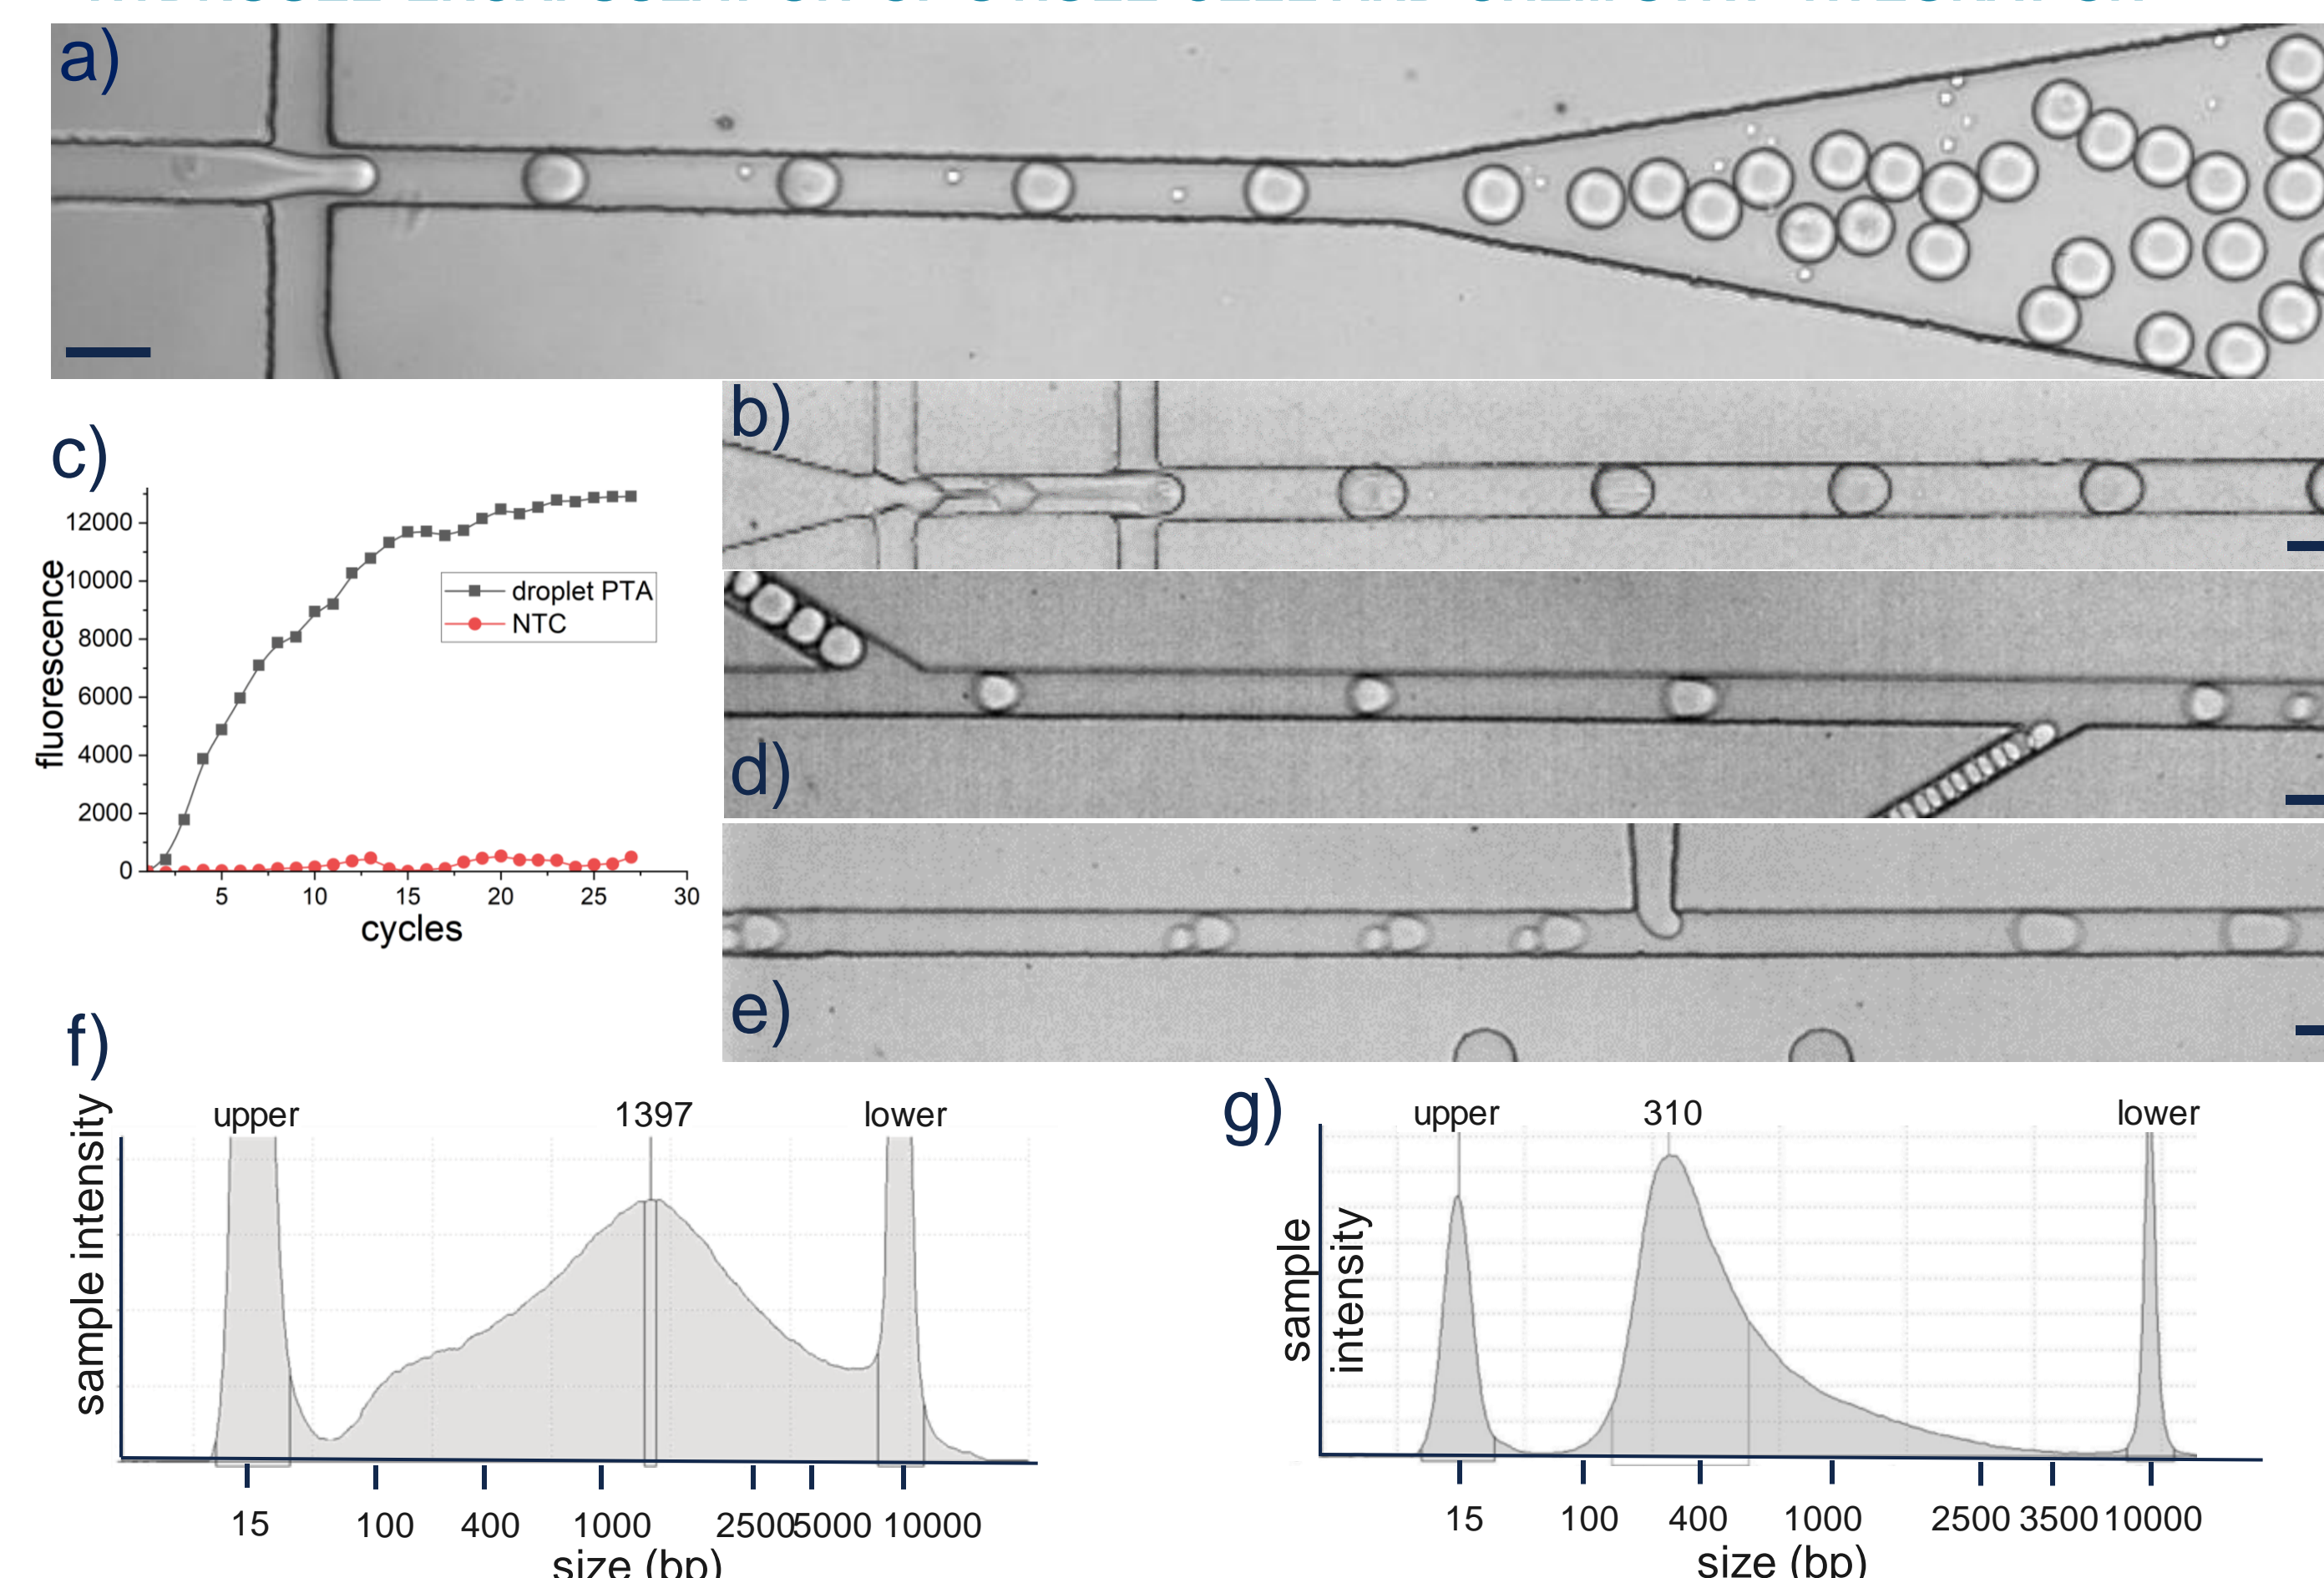 a)
b)
c)
12000
10000
8000
6000
4000
2000
0
fluorescence
droplet PTA
NTC
5 10 15 20 25 30
cycles
d)
e)
f)
upper 1397 lower
sample intensity
15 100 400 1000 2500 5000 10000
size (bp)
g)
upper 310 lower
sample
intensity
15 100 400 1000 2500 3500 10000
size (bp)